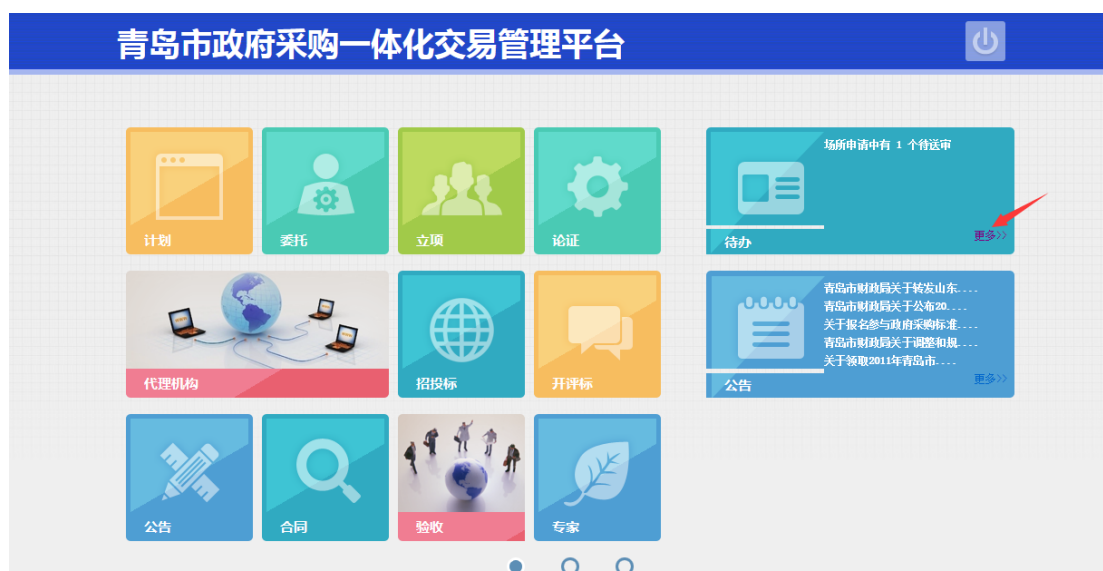 青岛市政府采购一体化交易管理平台
计划
委托
立项
论证
场所申请中有 1 个待送审
待办
更多>>
代理机构
招投标
开评标
青岛市财政局关于转发山东....
青岛市财政局关于公布20....
关于报名参与政府采购标准....
青岛市财政局关于调整和规....
关于领取2011年青岛市....
公告
更多>>
公告
合同
验收
专家